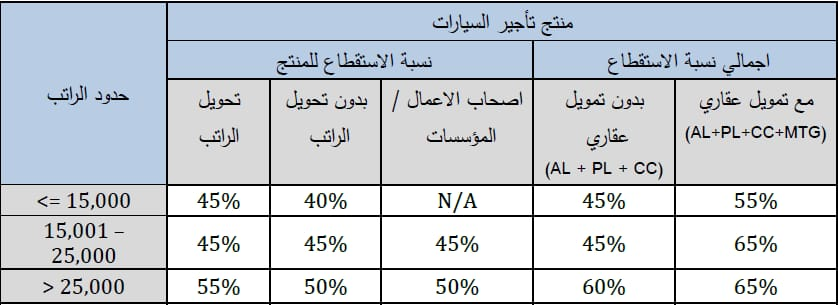 منتج تأجير السيارات
حدود الراتب
نسبة الاستقطاع للمنتج
اجمالي نسبة الاستقطاع
تحويل
الراتب
بدون تحويل
الراتب
اصحاب الاعمال /
المؤسسات
بدون تمويل
عقاري
(AL + PL + CC)
مع تمويل عقاري
(AL+PL+CC+MTG)
<= 15,000 45% 40% N/A 45% 55%
15,001 –
25,000 45% 45% 45% 45% 65%
> 25,000 55% 50% 50% 60% 65%